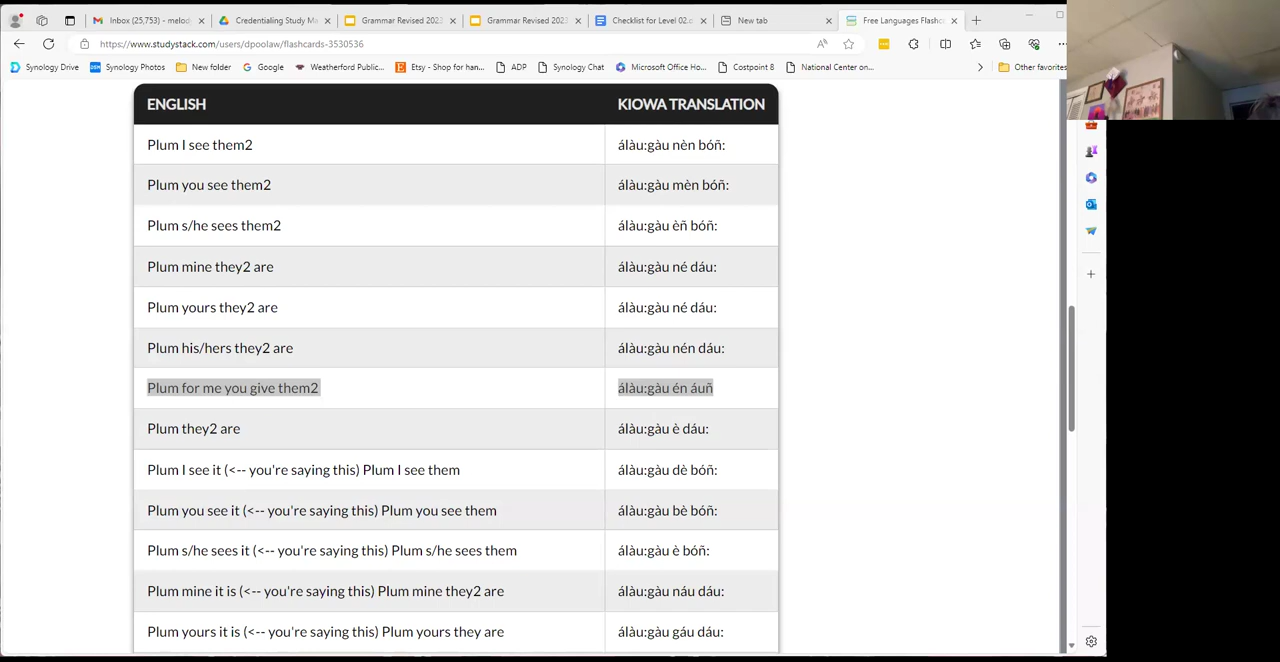 Inbox (25,753) - melod
Credentialing Study Ma
Grammar Revised 2023
Grammar Revised 2023
Checklist for Level 02.d
New tab
Free Languages Flashc
https://www.studystack.com/users/dpoolaw/flashcards-3530536
Synology Drive
Synology Photos
New folder
Google
Weatherford Public...
Etsy - Shop for han...
ADP
Synology Chat
Microsoft Office Ho...
Costpoint 8
National Center on...
Other favorites
ENGLISH KIOWA TRANSLATION
Plum I see them2 álàu:gàu nèn bóñ:
Plum you see them2 álàu:gàu mèn bóñ:
Plum s/he sees them2 álàu:gàu èñ bóñ:
Plum mine they2 are álàu:gàu né dáu:
Plum yours they2 are álàu:gàu né dáu:
Plum his/hers they2 are álàu:gàu nén dáu:
Plum for me you give them2 álàu:gàu én áuñ
Plum they2 are álàu:gàu è dáu:
Plum I see it (<-- you're saying this) Plum I see them álàu:gàu dè bóñ:
Plum you see it (<-- you're saying this) Plum you see them álàu:gàu bè bóñ:
Plum s/he sees it (<-- you're saying this) Plum s/he sees them álàu:gàu è bóñ:
Plum mine it is (<-- you're saying this) Plum mine they2 are álàu:gàu náu dáu:
Plum yours it is (<-- you're saying this) Plum yours they are álàu:gàu gáu dáu: